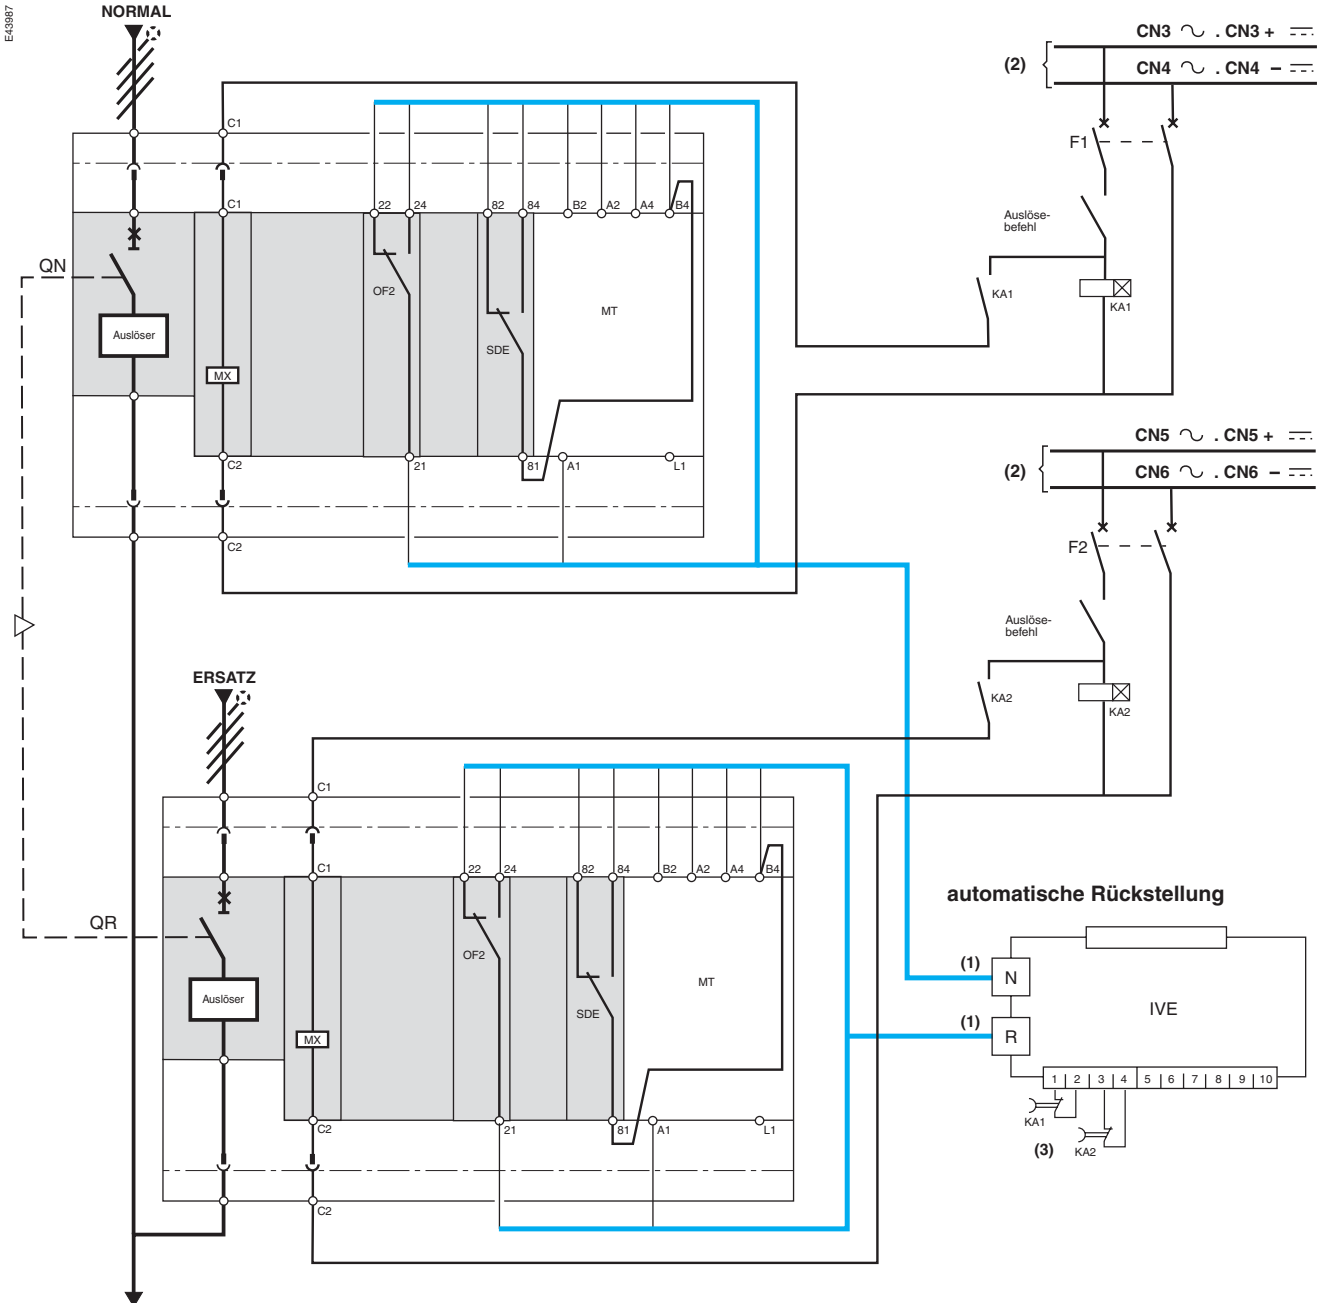 E43987
NORMAL
CN3 ~ . CN3 +
(2)
CN4 ~ . CN4 –
C1
F1
C1
22
24
82
84
B2
A2
A4
B4
Auslöse-
befehl
QN
OF2
KA1
KA1
MT
Auslöser
SDE
MX
C2
21
81
A1
L1
CN5 ~ . CN5 +
(2)
CN6 ~ . CN6 –
C2
F2
Auslöse-
befehl
ERSATZ
KA2
KA2
C1
C1
22
24
82
84
B2
A2
A4
B4
automatische Rückstellung
QR
OF2
(1)
N
MT
IVE
Auslöser
SDE
(1)
R
MX
1 2 3 4 5 6 7 8 9 10
C2
21
81
A1
L1
KA1
(3)
KA2
C2